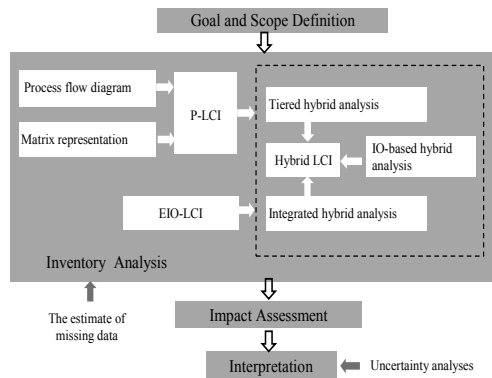 Goal and Scope Definition
Process flow diagram
Matrix representation
P-LCI
Tiered hybrid analysis
Hybrid LCI
IO-based hybrid
analysis
EIO-LCI
Integrated hybrid analysis
Inventory Analysis
The estimate of
missing data
Impact Assessment
Interpretation
Uncertainty analyses